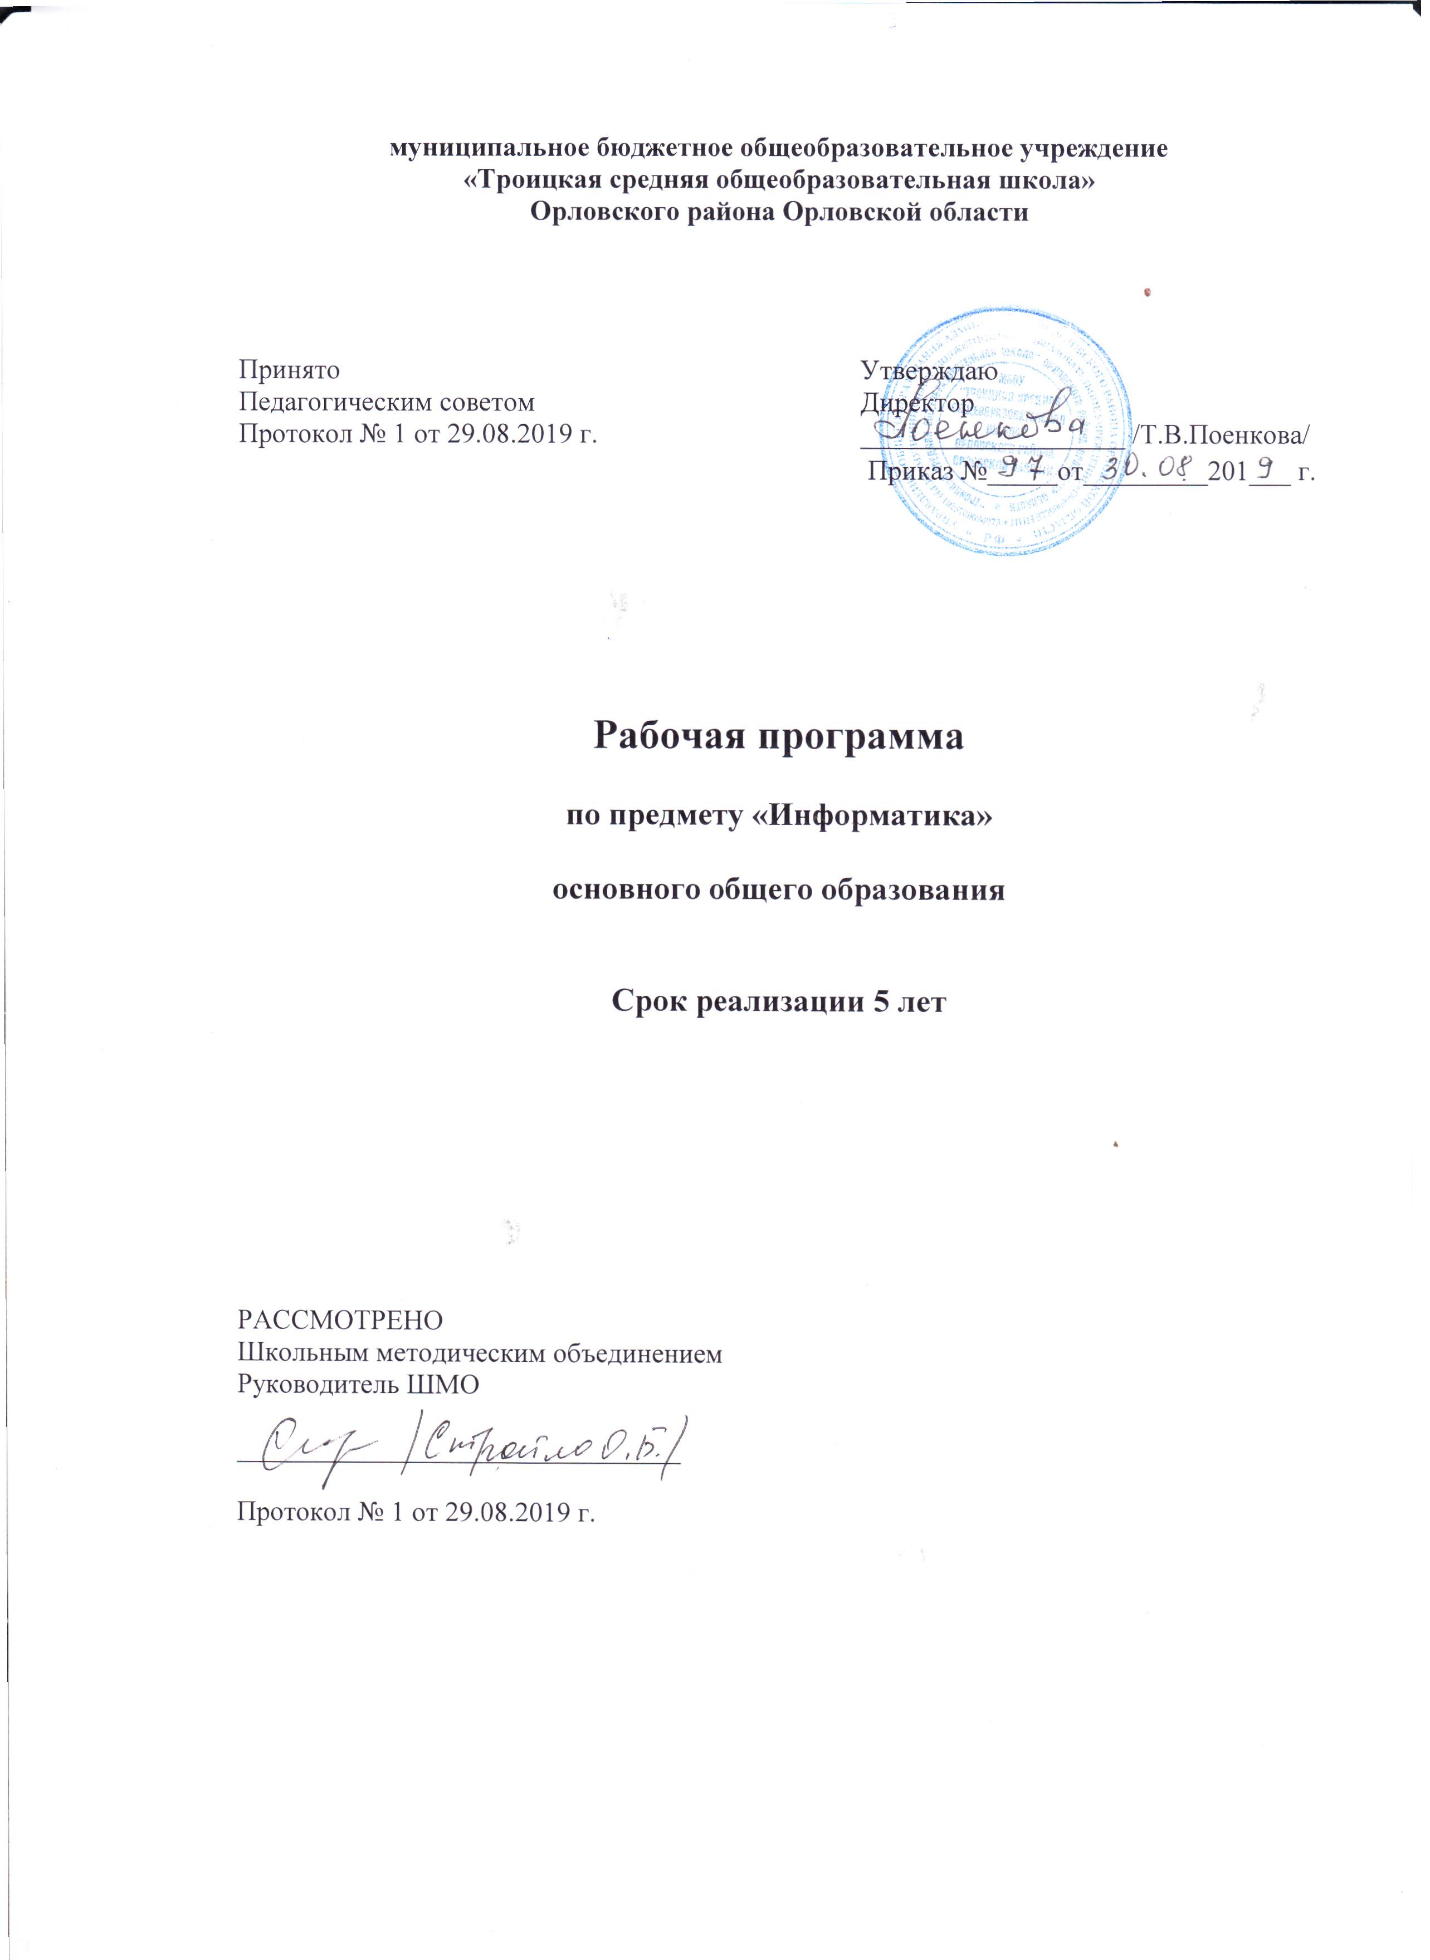 муниципальное бюджетное общеобразовательное учреждение
«Троицкая средняя общеобразовательная школа»
Орловского района Орловской области
Принято
Педагогическим советом
Протокол № 1 от 29.08.2019 г.
Утверждаю
Директор
Поенкова /Т.В.Поенкова/
Приказ № 97 от 30.08 2019 г.
Рабочая программа
по предмету «Информатика»
основного общего образования
Срок реализации 5 лет
РАССМОТРЕНО
Школьным методическим объединением
Руководитель ШМО
О.Б./
Протокол № 1 от 29.08.2019 г.